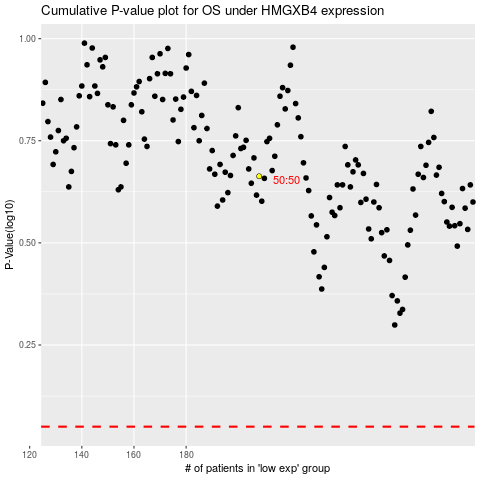 Cumulative P-value plot for OS under HMGXB4 expression
1.00
0.75
0.50
0.25
P-Value(log10)
50:50
120 140 160 180
# of patients in 'low exp' group